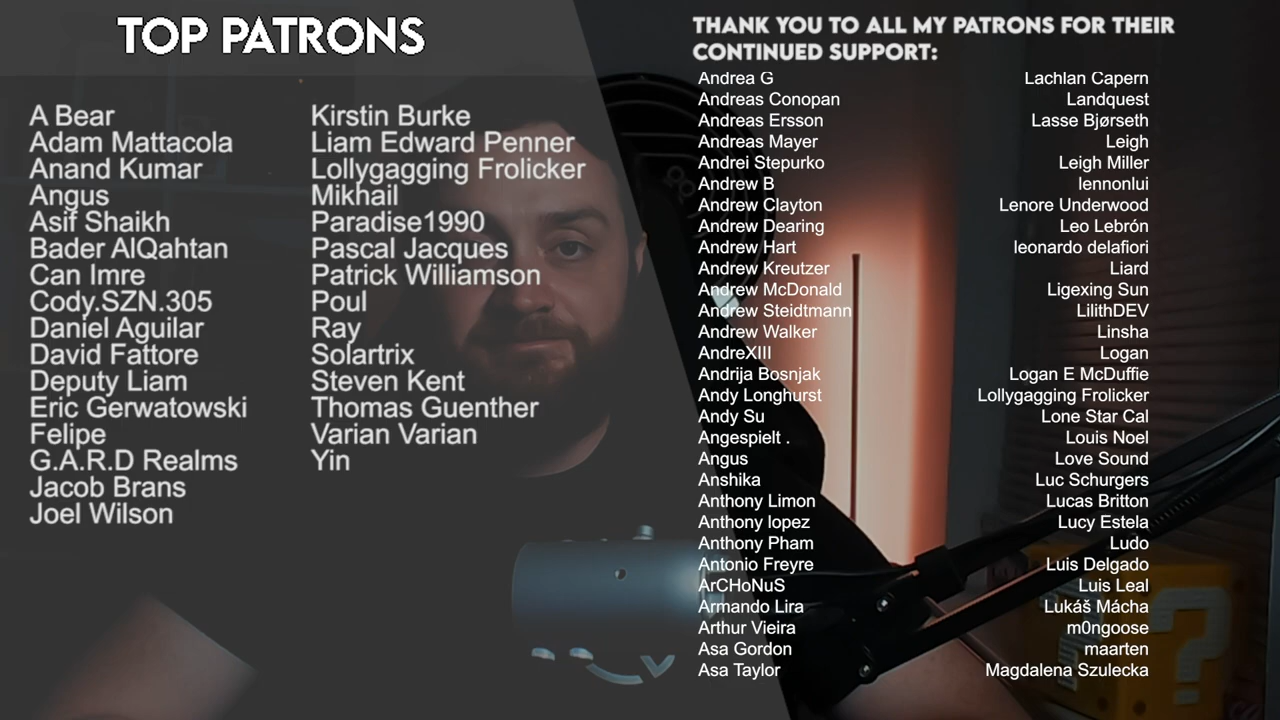 TOP PATRONS
A Bear
Adam Mattacola
Anand Kumar
Angus
Asif Shaikh
Bader AlQahtan
Can Imre
Cody.SZN.305
Daniel Aguilar
David Fattore
Deputy Liam
Eric Gerwatowski
Felipe
G.A.R.D Realms
Jacob Brans
Joel Wilson
Kirstin Burke
Liam Edward Penner
Lollygagging Frolicker
Mikhail
Paradise1990
Pascal Jacques
Patrick Williamson
Poul
Ray
Solartrix
Steven Kent
Thomas Guenther
Varian Varian
Yin
THANK YOU TO ALL MY PATRONS FOR THEIR
CONTINUED SUPPORT:
Andrea G
Andreas Conopan
Andreas Ersson
Andreas Mayer
Andrei Stepurko
Andrew B
Andrew Clayton
Andrew Dearing
Andrew Hart
Andrew Kreutzer
Andrew McDonald
Andrew Steidtmann
Andrew Walker
AndreXIII
Andrija Bosnjak
Andy Longhurst
Andy Su
Angespielt .
Angus
Anshika
Anthony Limon
Anthony lopez
Anthony Pham
Antonio Freyre
ArCHoNuS
Armando Lira
Arthur Vieira
Asa Gordon
Asa Taylor
Lachlan Capern
Landquest
Lasse Bjørseth
Leigh
Leigh Miller
lennonlui
Lenore Underwood
Leo Lebrón
leonardo delafiori
Liard
Ligexing Sun
LilithDEV
Linsha
Logan
Logan E McDuffie
Lollygagging Frolicker
Lone Star Cal
Louis Noel
Love Sound
Luc Schurgers
Lucas Britton
Lucy Estela
Ludo
Luis Delgado
Luis Leal
Lukáš Mácha
m0ngoose
maarten
Magdalena Szulecka
?